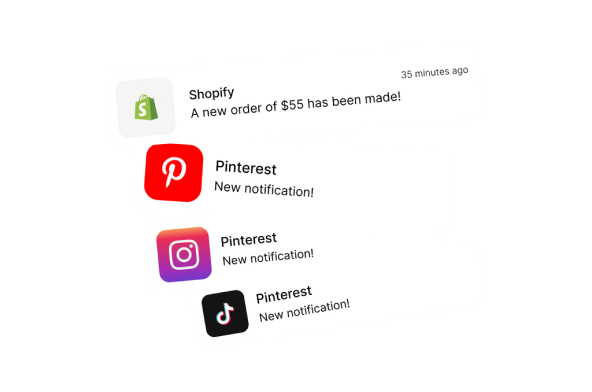 35 minutes ago
Shopify
A new order of $55 has been made!
Pinterest
New notification!
Pinterest
New notification!
Pinterest
New notification!